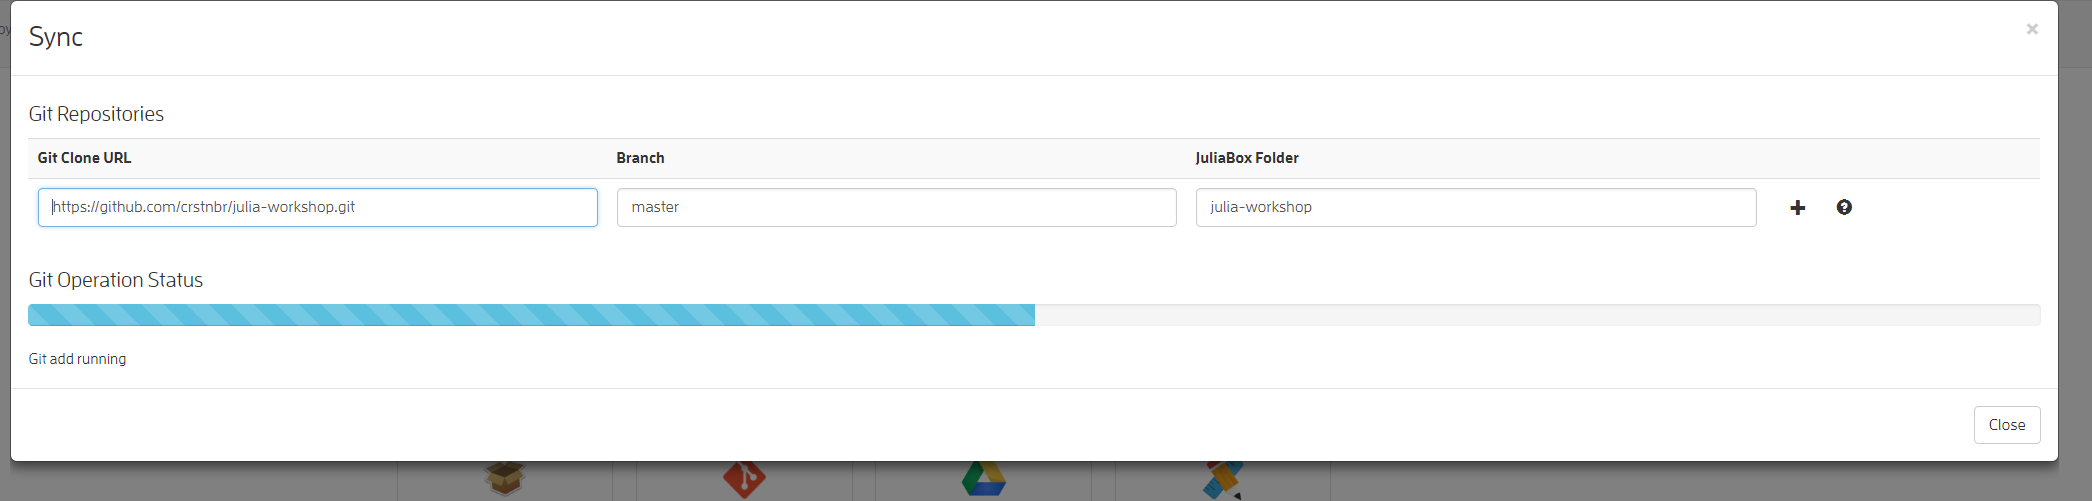 Sync
×
Git Repositories
Git Clone URL Branch JuliaBox Folder
https://github.com/crstnbr/julia-workshop.git master julia-workshop
Git Operation Status
Git add running
Close